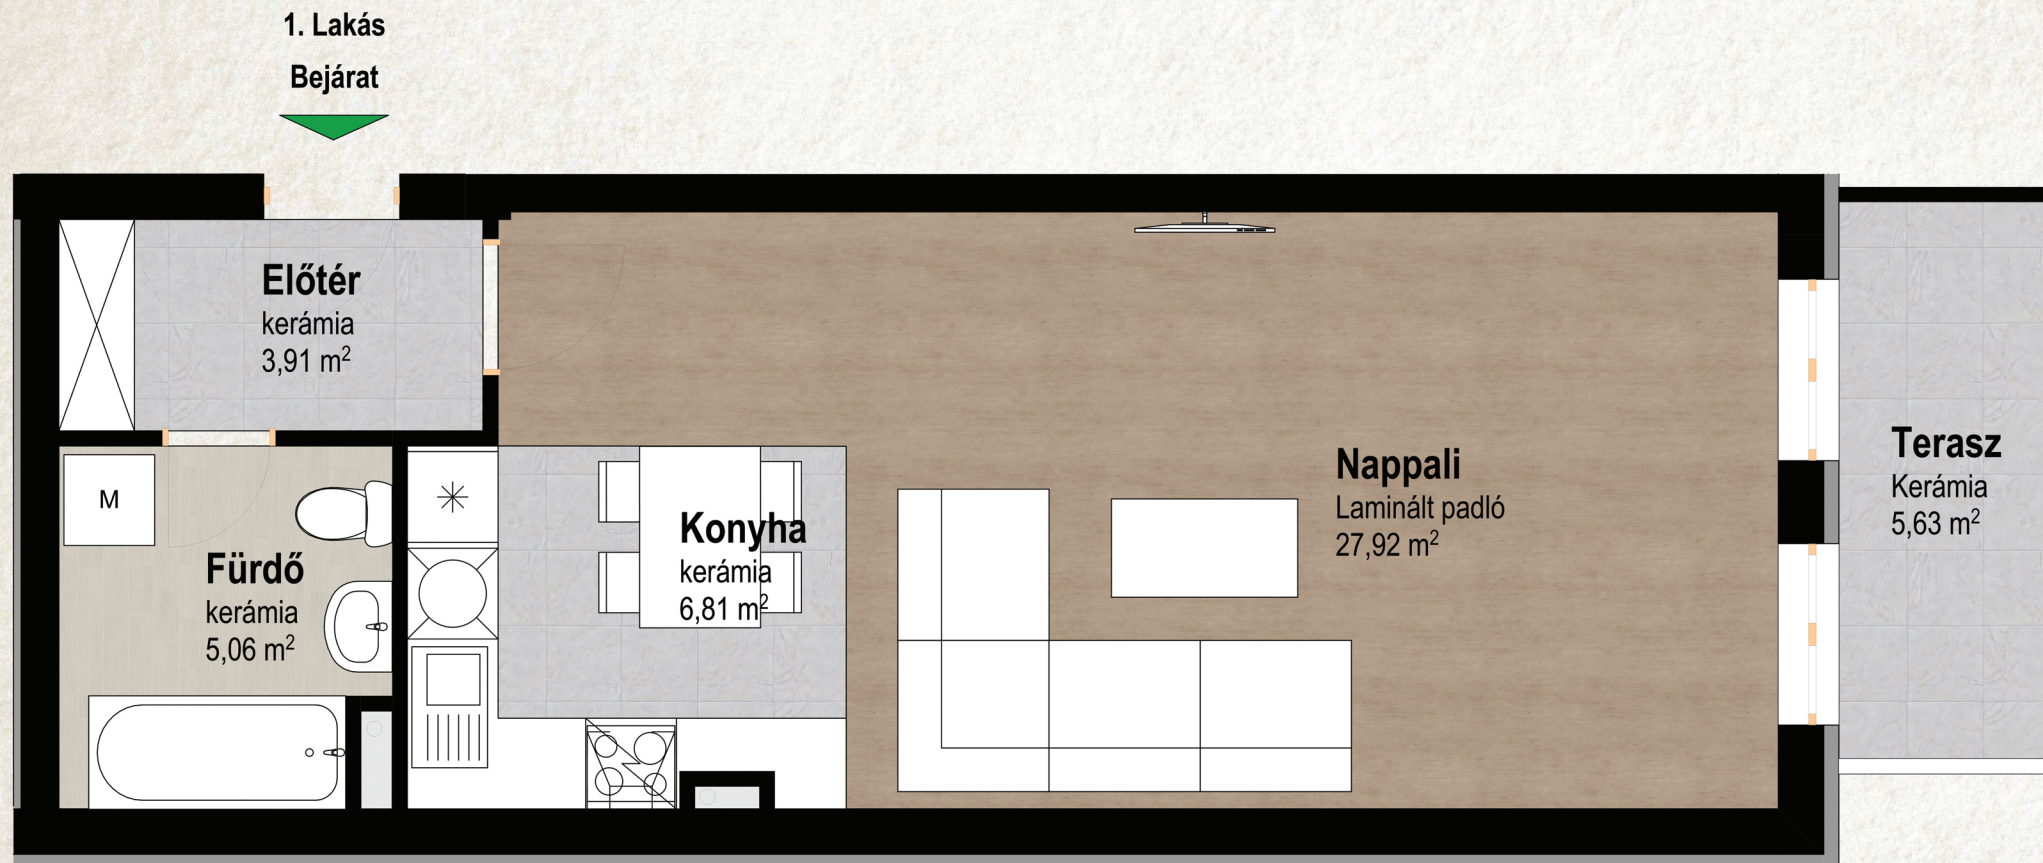 1. Lakás
Bejárat
Előtér
kerámia
3,91 m²
Fürdő
kerámia
5,06 m²
M
Konyha
kerámia
6,81 m²
Nappali
Laminált padló
27,92 m²
Terasz
Kerámia
5,63 m²